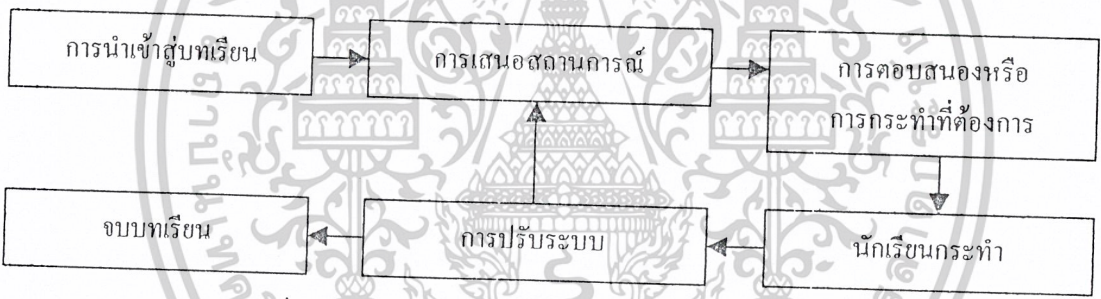 การนำเข้าสู่บทเรียน
การเสนอสถานการณ์
การตอบสนองหรือ
การกระทำที่ต้องการ
นักเรียนกระทำ
การปรับระบบ
จบบทเรียน